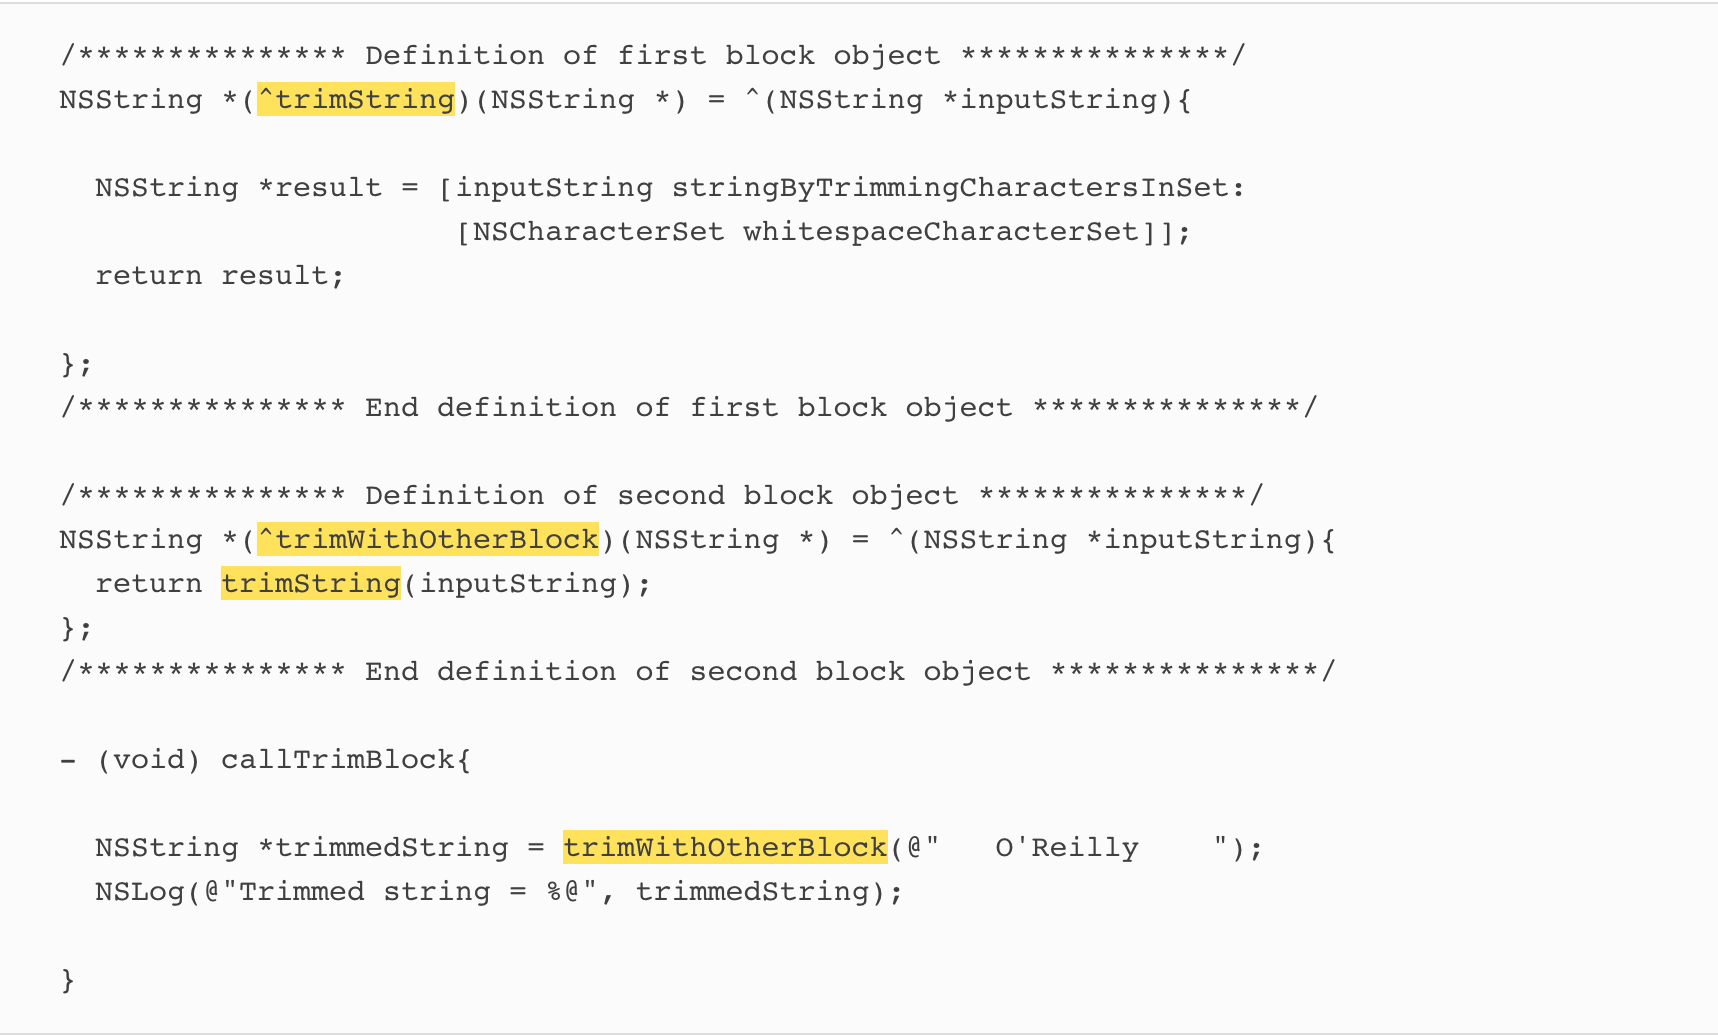 /*************** Definition of first block object ***************/
NSString *(^trimString)(NSString *) = ^(NSString *inputString){
  NSString *result = [inputString stringByTrimmingCharactersInSet:
                      [NSCharacterSet whitespaceCharacterSet]];
  return result;
};
/*************** End definition of first block object ***************/
/*************** Definition of second block object ***************/
NSString *(^trimWithOtherBlock)(NSString *) = ^(NSString *inputString){
  return trimString(inputString);
};
/*************** End definition of second block object ***************/
- (void) callTrimBlock{
  NSString *trimmedString = trimWithOtherBlock(@"   O'Reilly    ");
  NSLog(@"Trimmed string = %@", trimmedString);
}